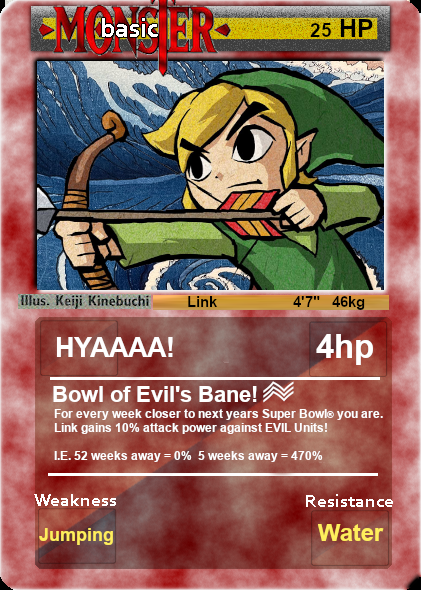 MONSTER
basic
25 HP
Illus. Keiji Kinebuchi Link 4'7" 46kg
HYAAAA! 4hp
Bowl of Evil's Bane!
For every week closer to next years Super Bowl® you are.
Link gains 10% attack power against EVIL Units!
I.E. 52 weeks away = 0% 5 weeks away = 470%
Weakness Resistance
Jumping Water